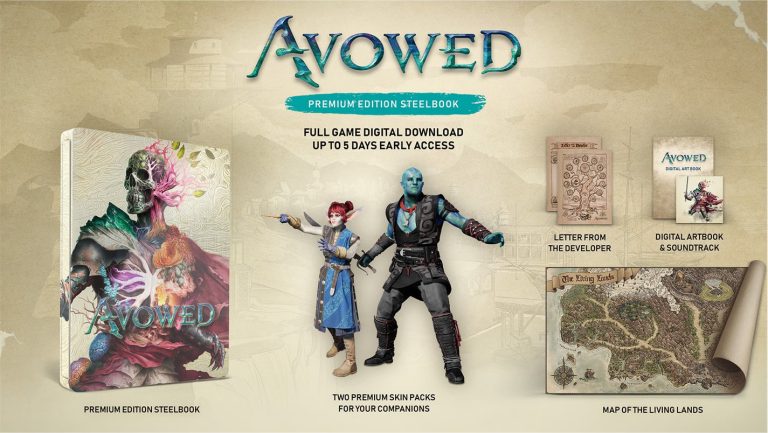 AVOWED
PREMIUM EDITION STEELBOOK
FULL GAME DIGITAL DOWNLOAD
UP TO 5 DAYS EARLY ACCESS
AVOWED
PREMIUM EDITION STEELBOOK
TWO PREMIUM SKIN PACKS
FOR YOUR COMPANIONS
LETTER FROM
THE DEVELOPER
AVOWED
DIGITAL ART BOOK
DIGITAL ARTBOOK
& SOUNDTRACK
The Living Lands
MAP OF THE LIVING LANDS